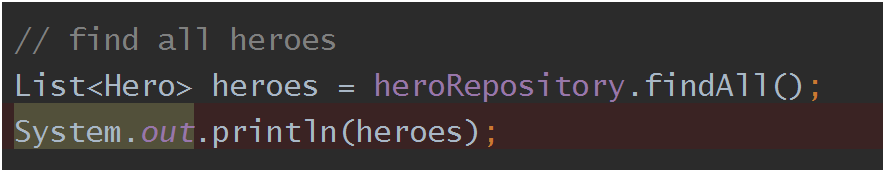 // find all heroes
List<Hero> heroes = heroRepository.findAll();
System.out.println(heroes);